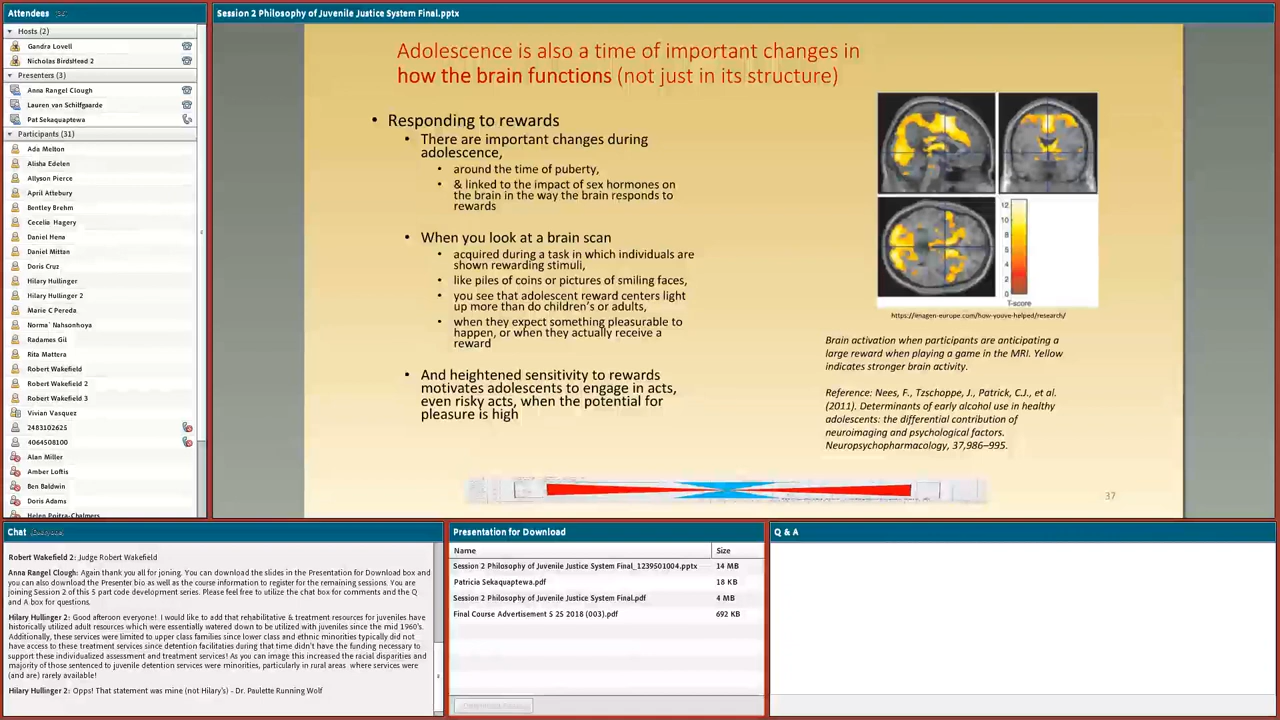 Attendees
Hosts (2)
Gandra Lovell
Nicholas BirdsHead 2
Presenters (3)
Anna Rangel Clough
Lauren van Schilfgaarde
Pat Sekaquaptewa
Participants (31)
Ada Melton
Alisha Edelen
Allyson Pierce
April Attebury
Bentley Brehm
Cecelia Hagery
Daniel Hena
Daniel Mittan
Doris Cruz
Hilary Hullinger
Hilary Hullinger 2
Marie C Pereda
Norma` Nahsonhoya
Radames Gil
Rita Mattera
Robert Wakefield
Robert Wakefield 2
Robert Wakefield 3
Vivian Vasquez
2483102625
4064508100
Alan Miller
Amber Loftis
Ben Baldwin
Doris Adams
Helen Poitra-Chalmers
Session 2 Philosophy of Juvenile Justice System Final.pptx
Adolescence is also a time of important changes in
how the brain functions (not just in its structure)
• Responding to rewards
• There are important changes during
adolescence,
• around the time of puberty,
• & linked to the impact of sex hormones on
the brain in the way the brain responds to
rewards
• When you look at a brain scan
• acquired during a task in which individuals are
shown rewarding stimuli,
• like piles of coins or pictures of smiling faces,
• you see that adolescent reward centers light
up more than do children's or adults,
• when they expect something pleasurable to
happen, or when they actually receive a
reward
• And heightened sensitivity to rewards
motivates adolescents to engage in acts,
even risky acts, when the potential for
pleasure is high
12
10
8
6
4
2
0
T-score
https://imagen-europe.com/how-youve-helped/research/
Brain activation when participants are anticipating a
large reward when playing a game in the MRI. Yellow
indicates stronger brain activity.
Reference: Nees, F., Tzschoppe, J., Patrick, C.J., et al.
(2011). Determinants of early alcohol use in healthy
adolescents: the differential contribution of
neuroimaging and psychological factors.
Neuropsychopharmacology, 37,986–995.
37
Chat (Everyone)
Robert Wakefield 2: Judge Robert Wakefield
Anna Rangel Clough: Again thank you all for joining. You can download the slides in the Presentation for Download box and
you can also download the Presenter bio as well as the course information to register for the remaining sessions. You are
joining Session 2 of this 5 part code development series. Please feel free to utilize the chat box for comments and the Q
and A box for questions.
Hilary Hullinger 2: Good afternoon everyone! I would like to add that rehabilitative & treatment resources for juveniles have
historically utilized adult resources which were essentially watered down to be utilized with juveniles since the mid 1960's.
Additionally, these services were limited to upper class families since lower class and ethnic minorities typically did not
have access to these treatment services since detention facilitaties during that time didn't have the funding necessary to
support these individualized assessment and treatment services! As you can image this increased the racial disparities and
majority of those sentenced to juvenile detention services were minorities, particularly in rural areas where services were
(and are) rarely available!
Hilary Hullinger 2: Opps! That statement was mine (not Hilary's) - Dr. Paulette Running Wolf
Presentation for Download
Name Size
Session 2 Philosophy of Juvenile Justice System Final_1239501004.pptx 14 MB
Patricia Sekaquaptewa.pdf 18 KB
Session 2 Philosophy of Juvenile Justice System Final.pdf 4 MB
Final Course Advertisement 5 25 2018 (003).pdf 692 KB
Q & A